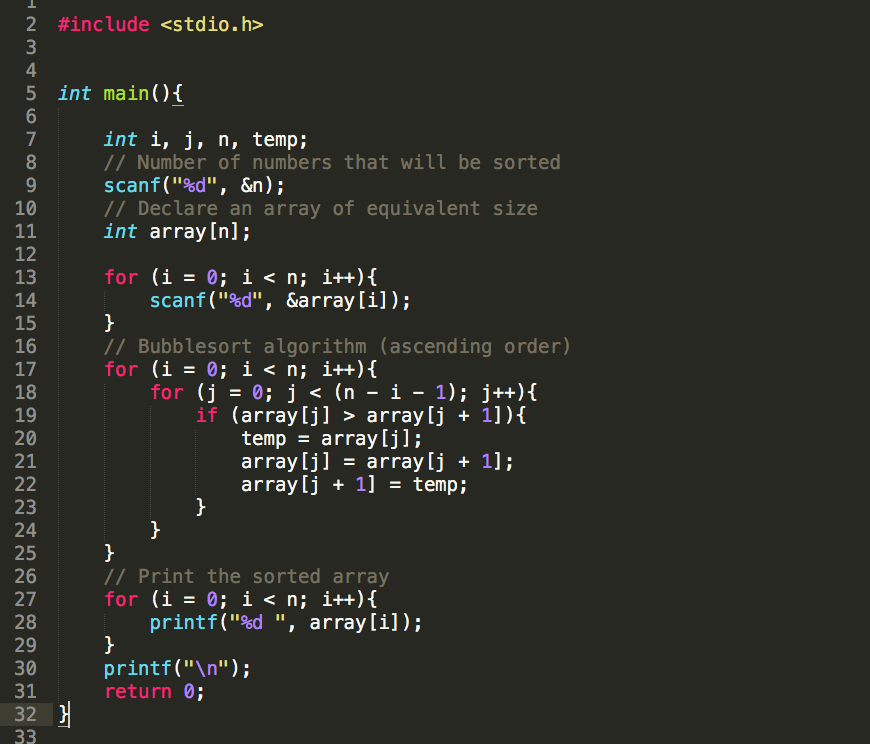 1
2 #include <stdio.h>
3
4
5 int main(){
6
7     int i, j, n, temp;
8     // Number of numbers that will be sorted
9     scanf("%d", &n);
10     // Declare an array of equivalent size
11     int array[n];
12
13     for (i = 0; i < n; i++){
14         scanf("%d", &array[i]);
15     }
16     // Bubblesort algorithm (ascending order)
17     for (i = 0; i < n; i++){
18         for (j = 0; j < (n - i - 1); j++){
19             if (array[j] > array[j + 1]){
20                 temp = array[j];
21                 array[j] = array[j + 1];
22                 array[j + 1] = temp;
23             }
24         }
25     }
26     // Print the sorted array
27     for (i = 0; i < n; i++){
28         printf("%d ", array[i]);
29     }
30     printf("\n");
31     return 0;
32 }
33